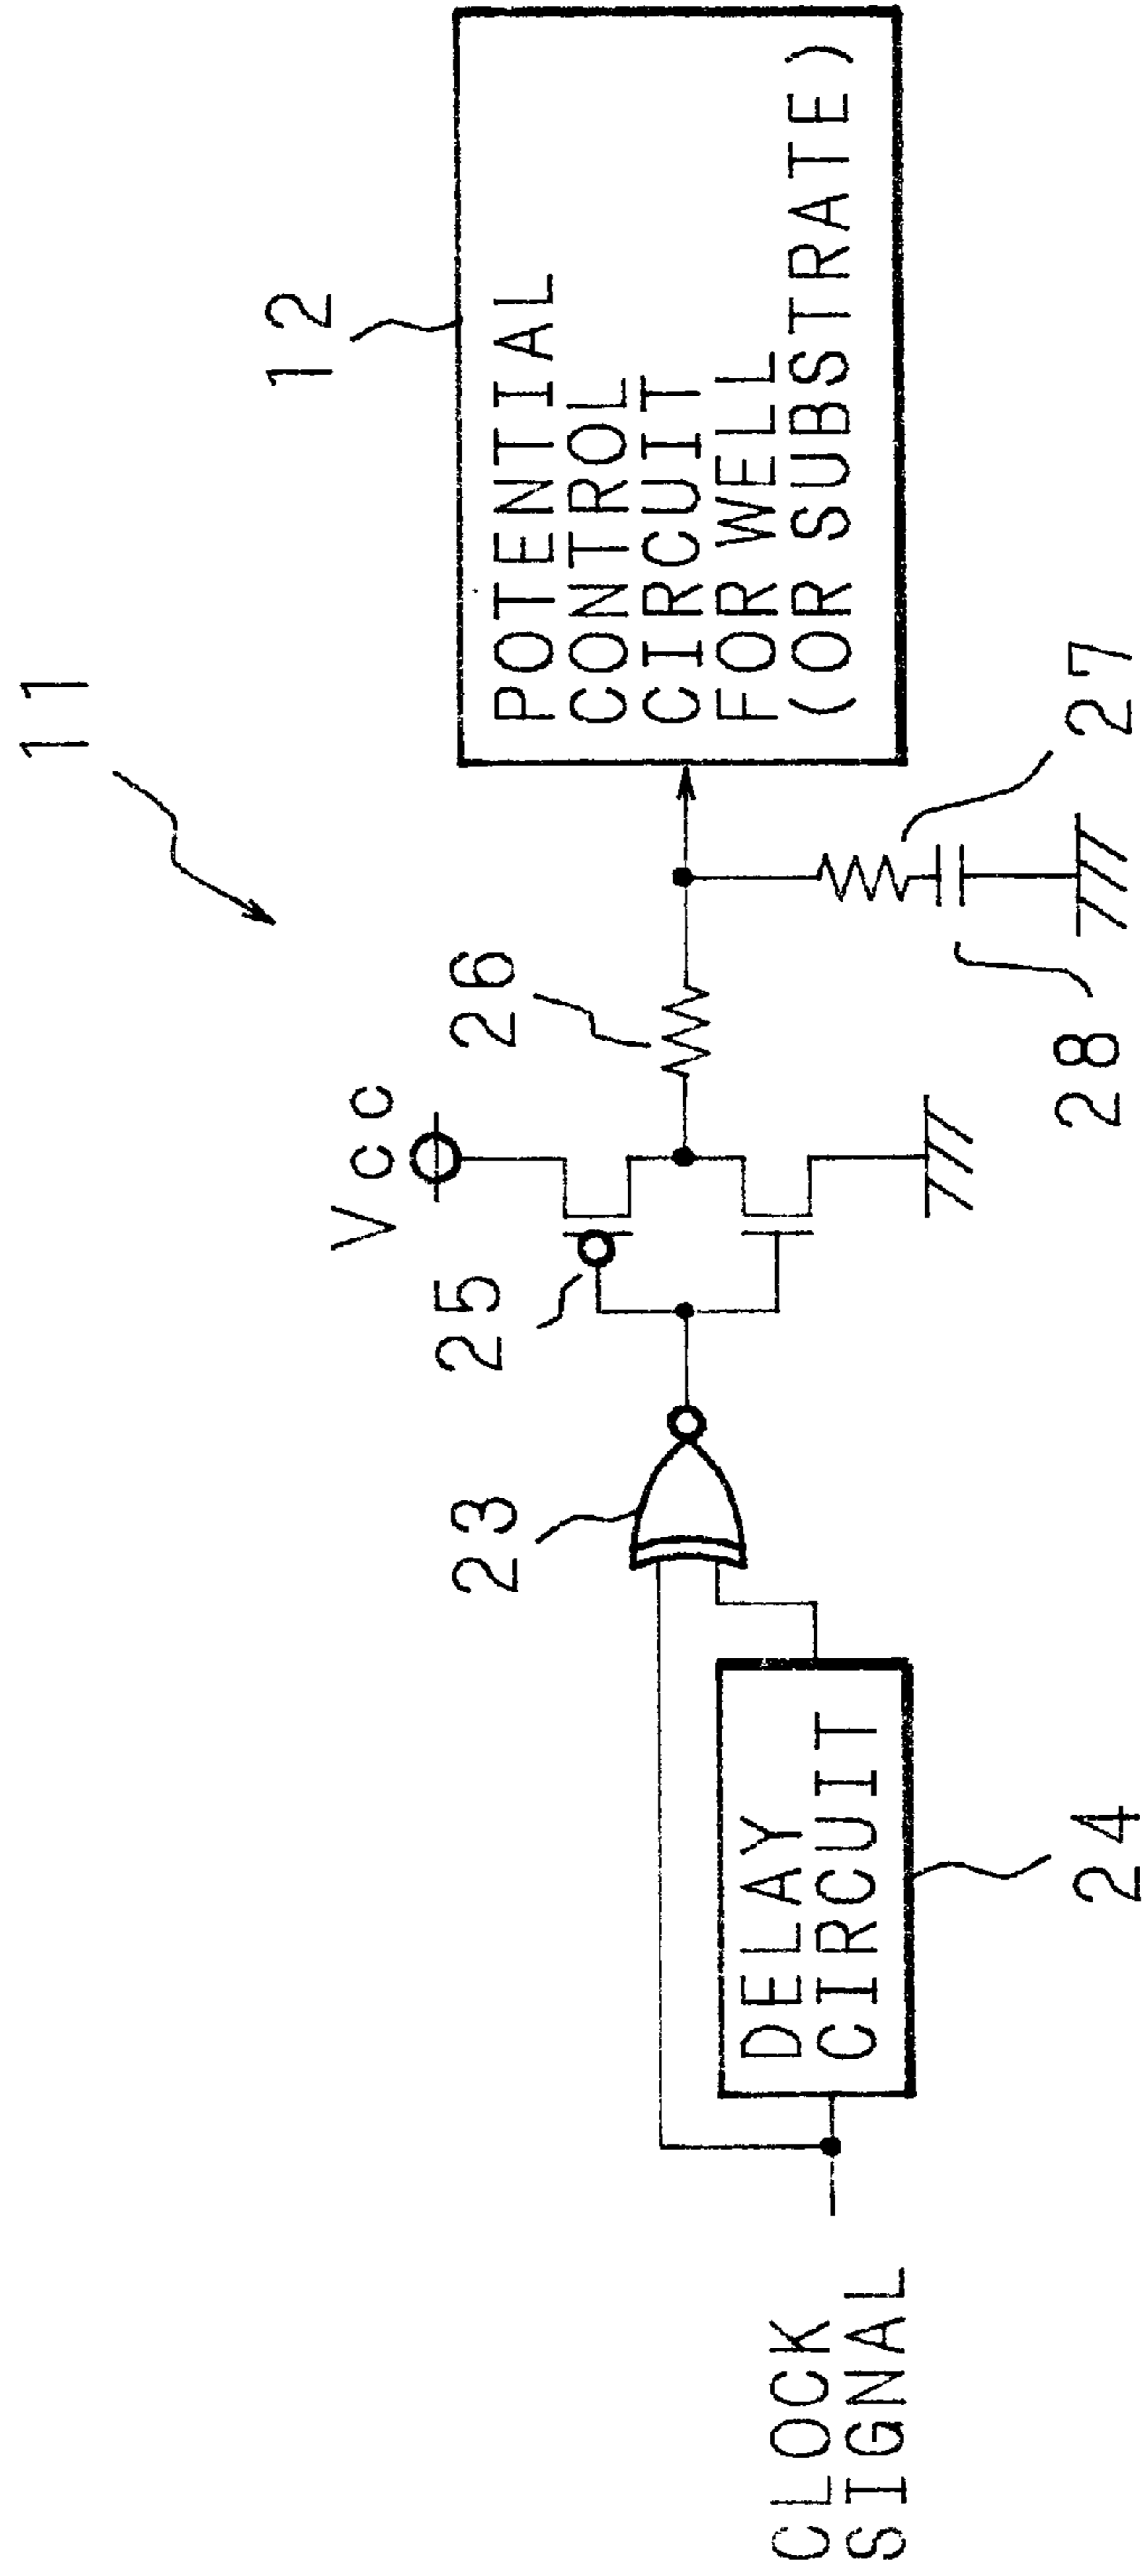 11
12
POTENTIAL
CONTROL
CIRCUIT
FOR WELL
(OR SUBSTRATE)
Vcc
25
26
23
27
28
DELAY
CIRCUIT
24
CLOCK
SIGNAL